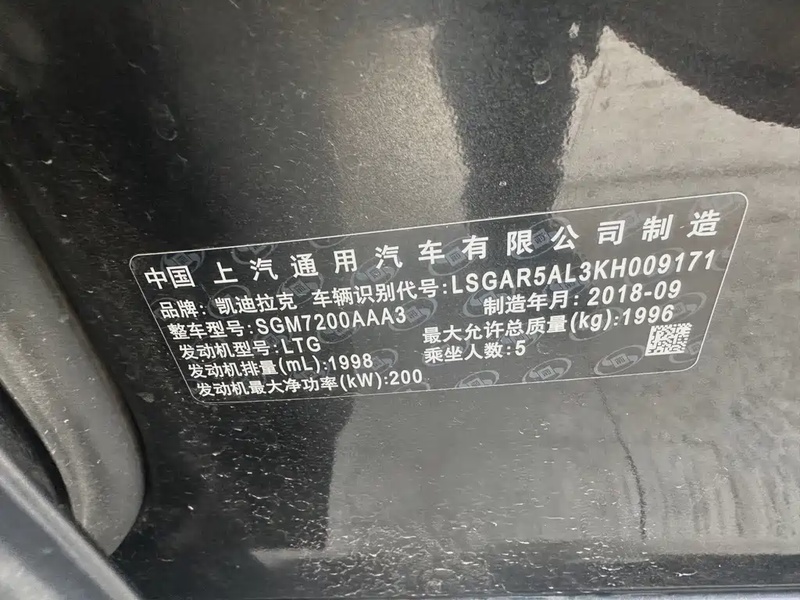 中国 上汽通用汽车有限公司制造
品牌: 凯迪拉克 车辆识别代号:LSGAR5AL3KH009171
整车型号:SGM7200AAA3 制造年月: 2018-09
发动机型号:LTG 最大允许总质量(kg):1996
发动机排量(mL):1998 乘坐人数:5
发动机最大净功率(kW):200